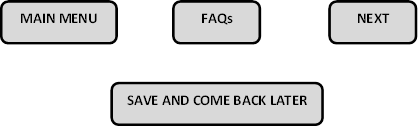 MAIN MENU
FAQs
NEXT
SAVE AND COME BACK LATER